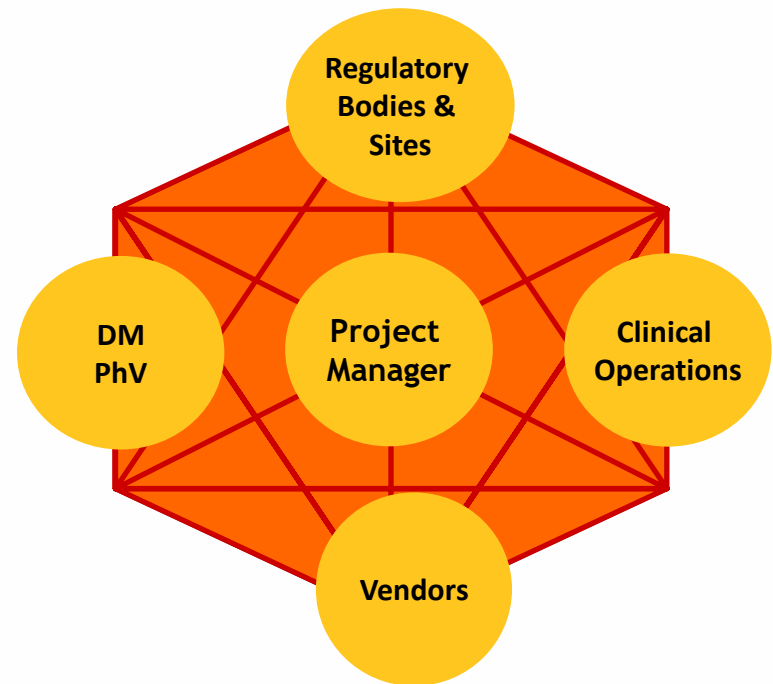 Regulatory
Bodies &
Sites
DM
PhV
Project
Manager
Clinical
Operations
Vendors